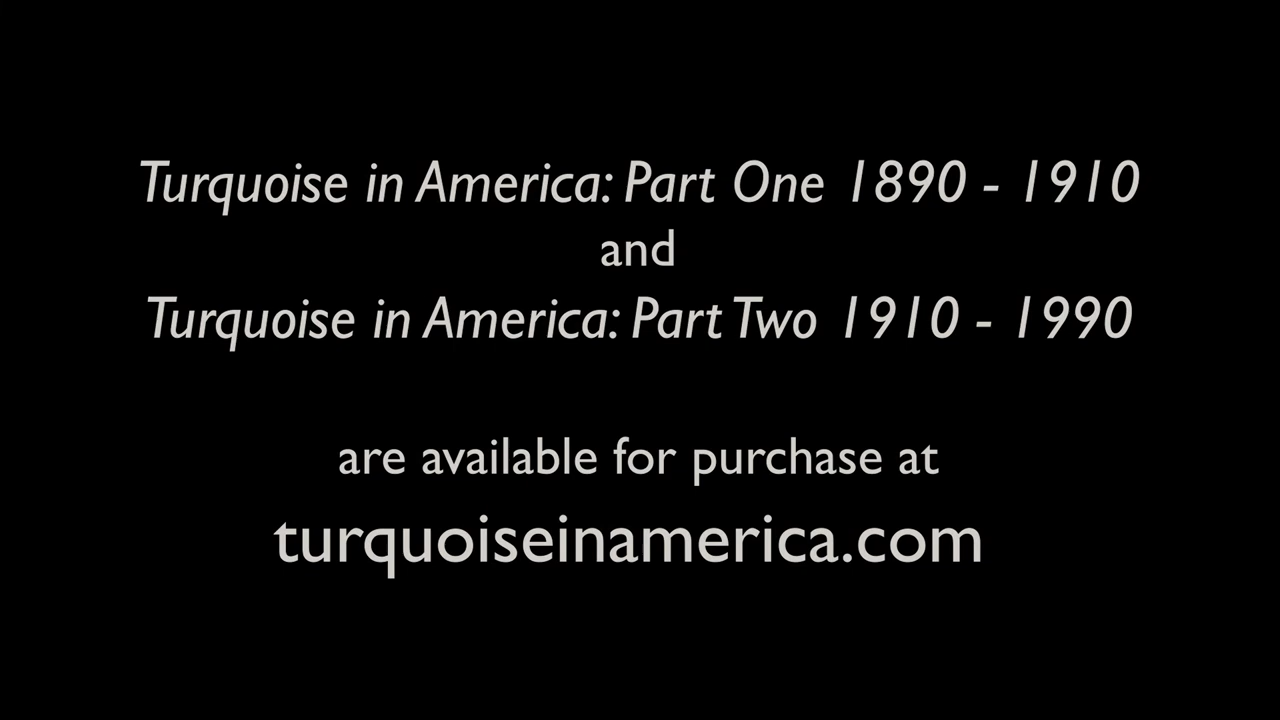 Turquoise in America: Part One 1890 - 1910
and
Turquoise in America: Part Two 1910 - 1990
are available for purchase at
turquoiseinamerica.com